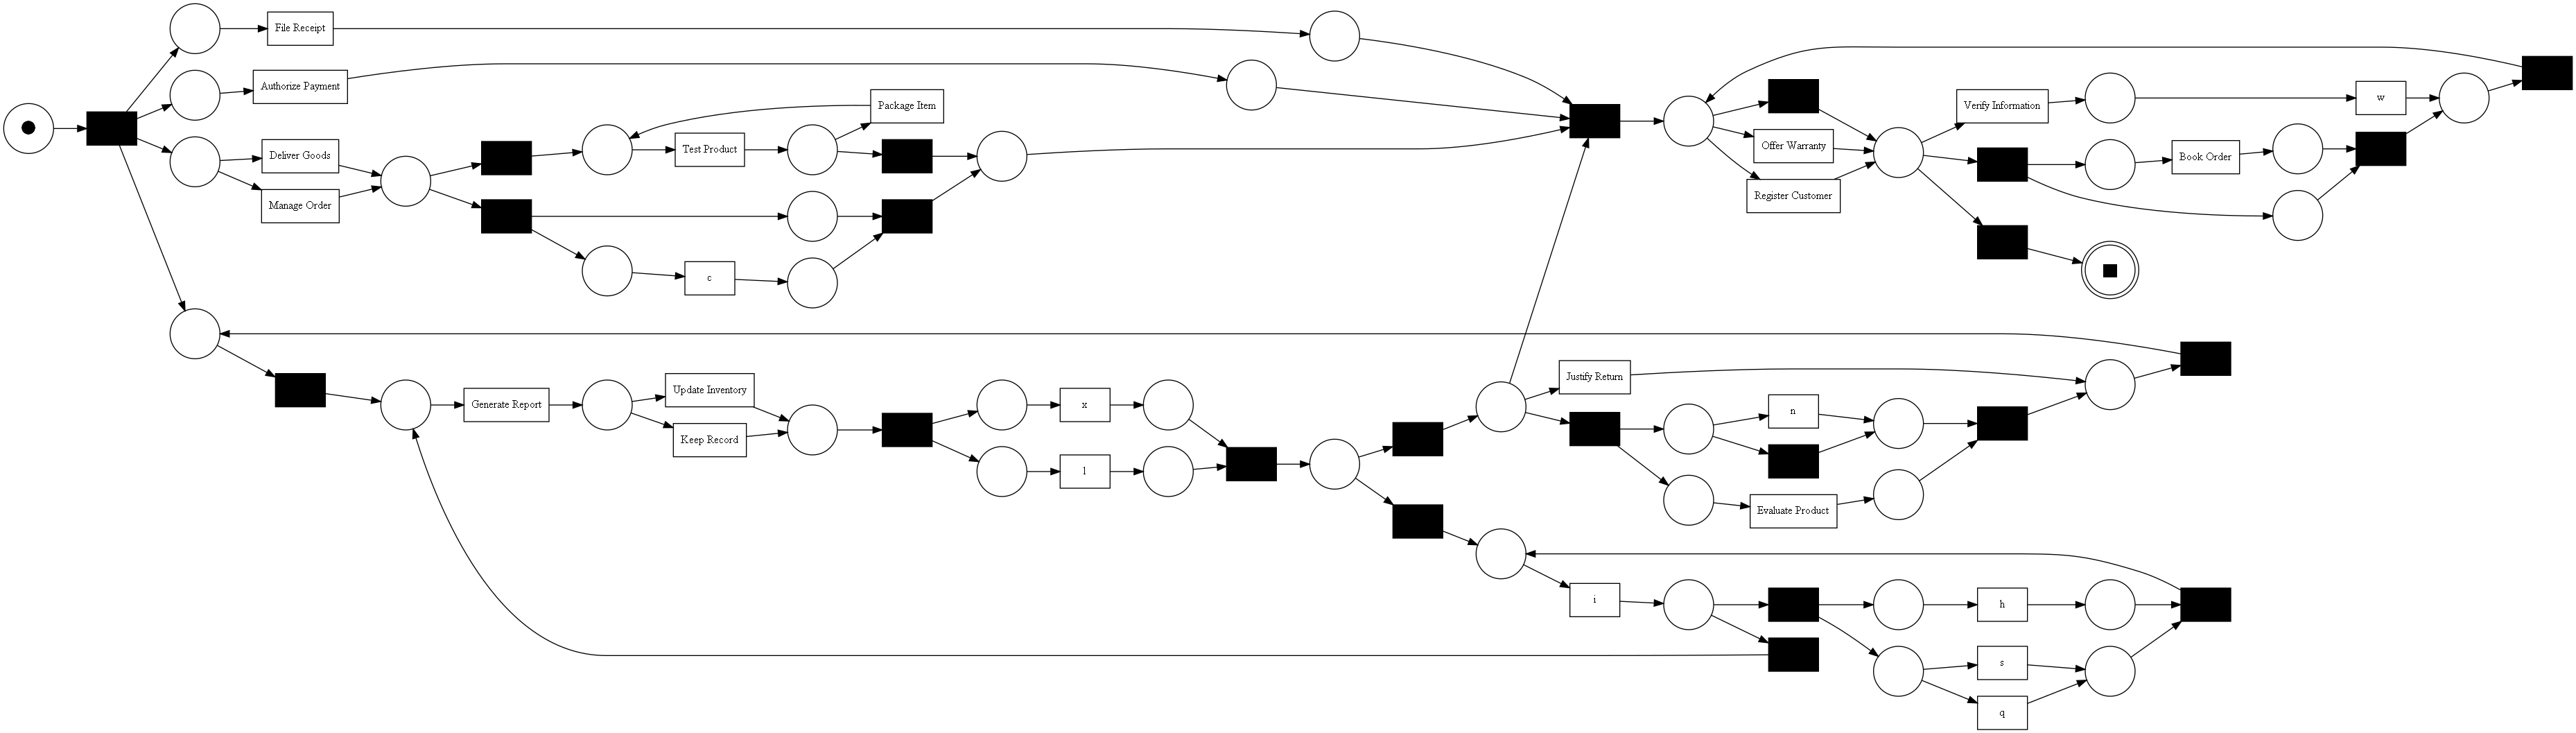 File Receipt
Authorize Payment
Package Item
Deliver Goods
Test Product
Manage Order
c
Verify Information
w
Offer Warranty
Book Order
Register Customer
Generate Report
Update Inventory
Keep Record
x
l
Justify Return
n
Evaluate Product
i
h
s
q